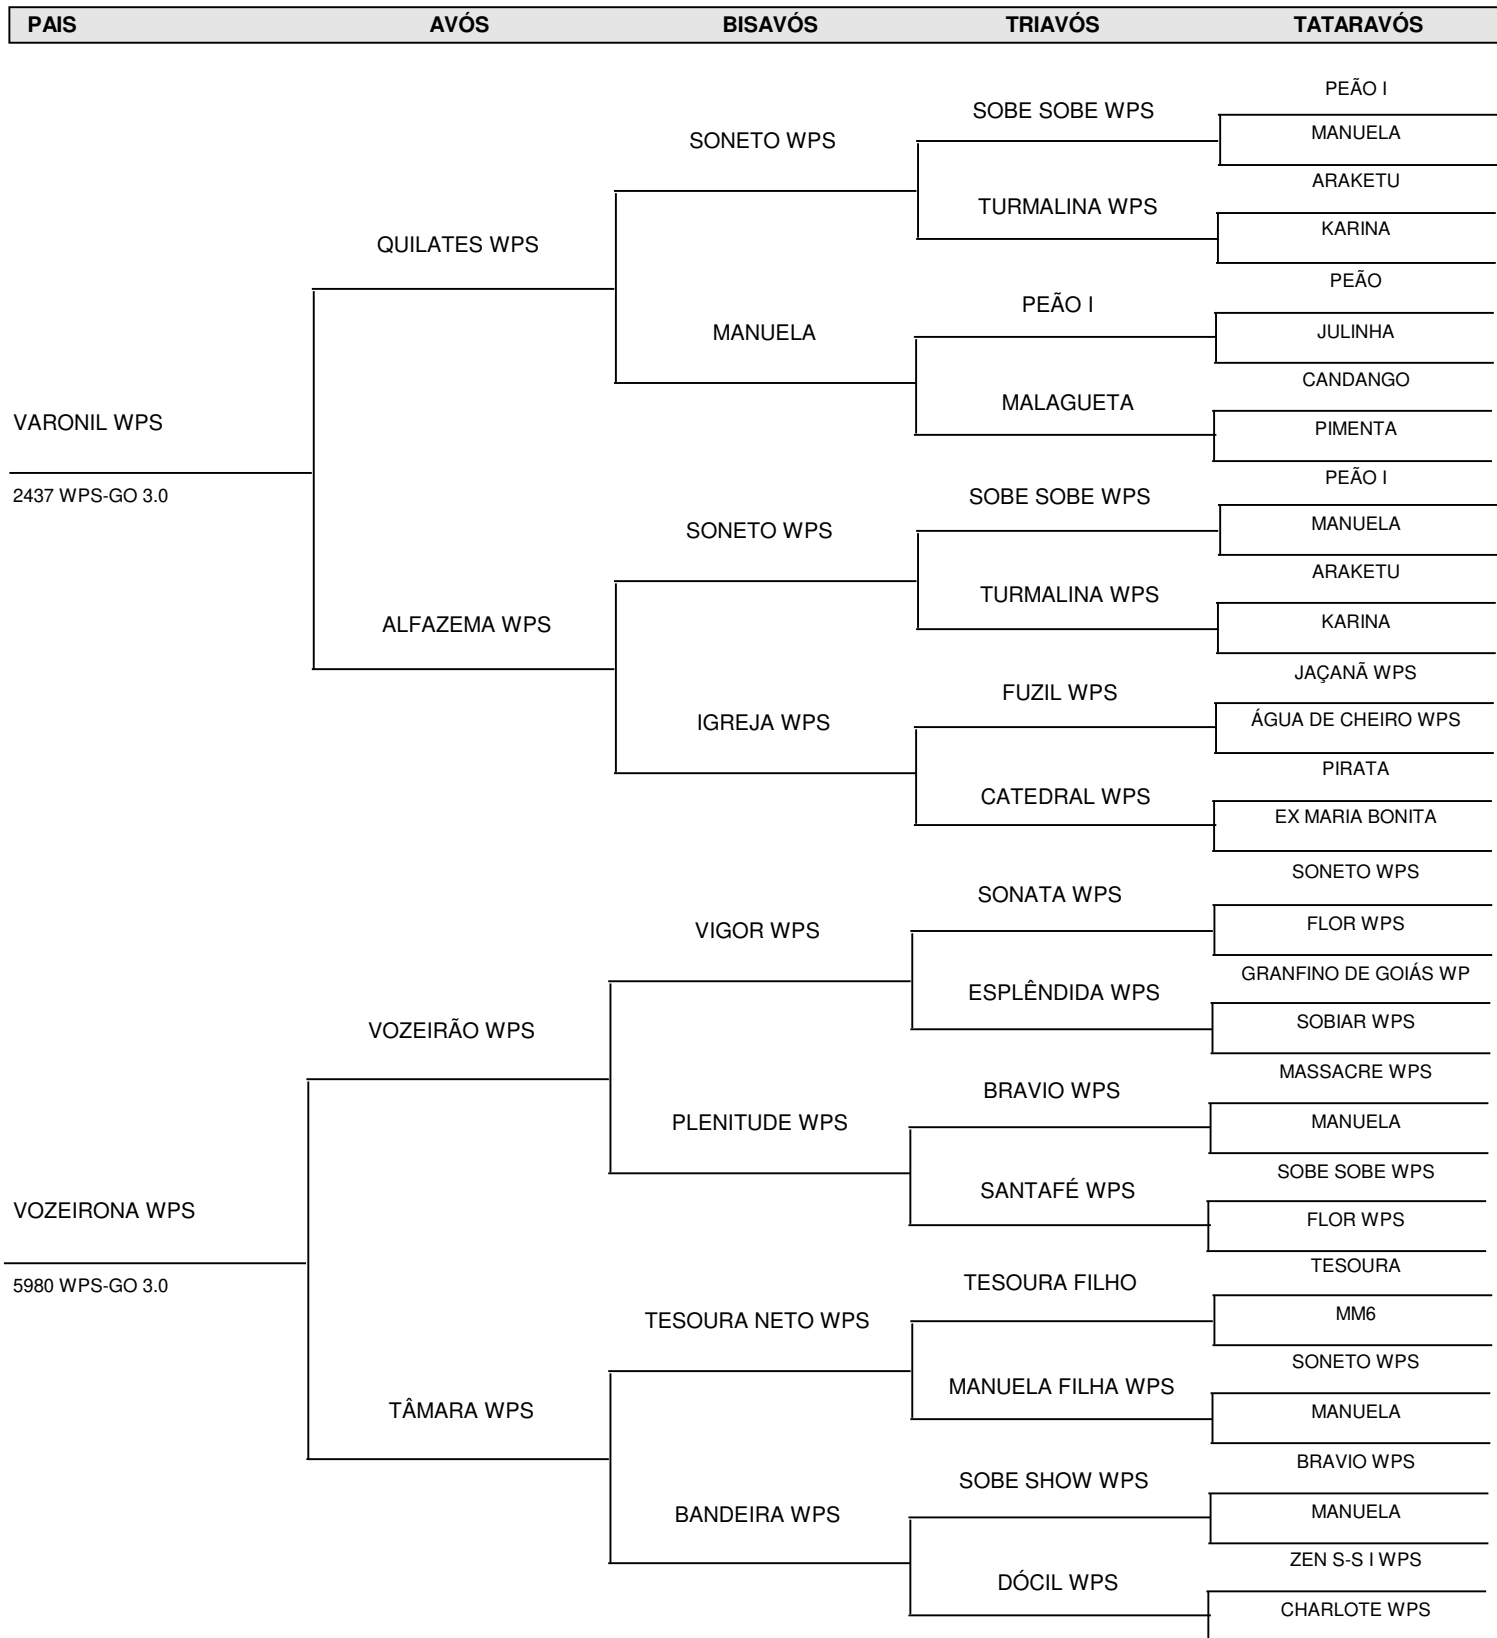 PAIS AVÓS BISAVÓS TRIAVÓS TATARAVÓS
PEÃO I
SOBE SOBE WPS
MANUELA
SONETO WPS
ARAKETU
TURMALINA WPS
KARINA
QUILATES WPS
PEÃO
PEÃO I
JULINHA
MANUELA
CANDANGO
MALAGUETA
PIMENTA
VARONIL WPS
2437 WPS-GO 3.0
PEÃO I
SOBE SOBE WPS
MANUELA
SONETO WPS
ARAKETU
TURMALINA WPS
KARINA
ALFAZEMA WPS
JAÇANÃ WPS
FUZIL WPS
ÁGUA DE CHEIRO WPS
IGREJA WPS
PIRATA
CATEDRAL WPS
EX MARIA BONITA
SONETO WPS
SONATA WPS
FLOR WPS
VIGOR WPS
GRANFINO DE GOIÁS WP
ESPLÊNDIDA WPS
SOBIAR WPS
VOZEIRÃO WPS
MASSACRE WPS
BRAVIO WPS
MANUELA
PLENITUDE WPS
SOBE SOBE WPS
SANTAFÉ WPS
FLOR WPS
VOZEIRONA WPS
5980 WPS-GO 3.0
TESOURA
TESOURA FILHO
MM6
TESOURA NETO WPS
SONETO WPS
MANUELA FILHA WPS
MANUELA
TÂMARA WPS
BRAVIO WPS
SOBE SHOW WPS
MANUELA
BANDEIRA WPS
ZEN S-S I WPS
DÓCIL WPS
CHARLOTE WPS